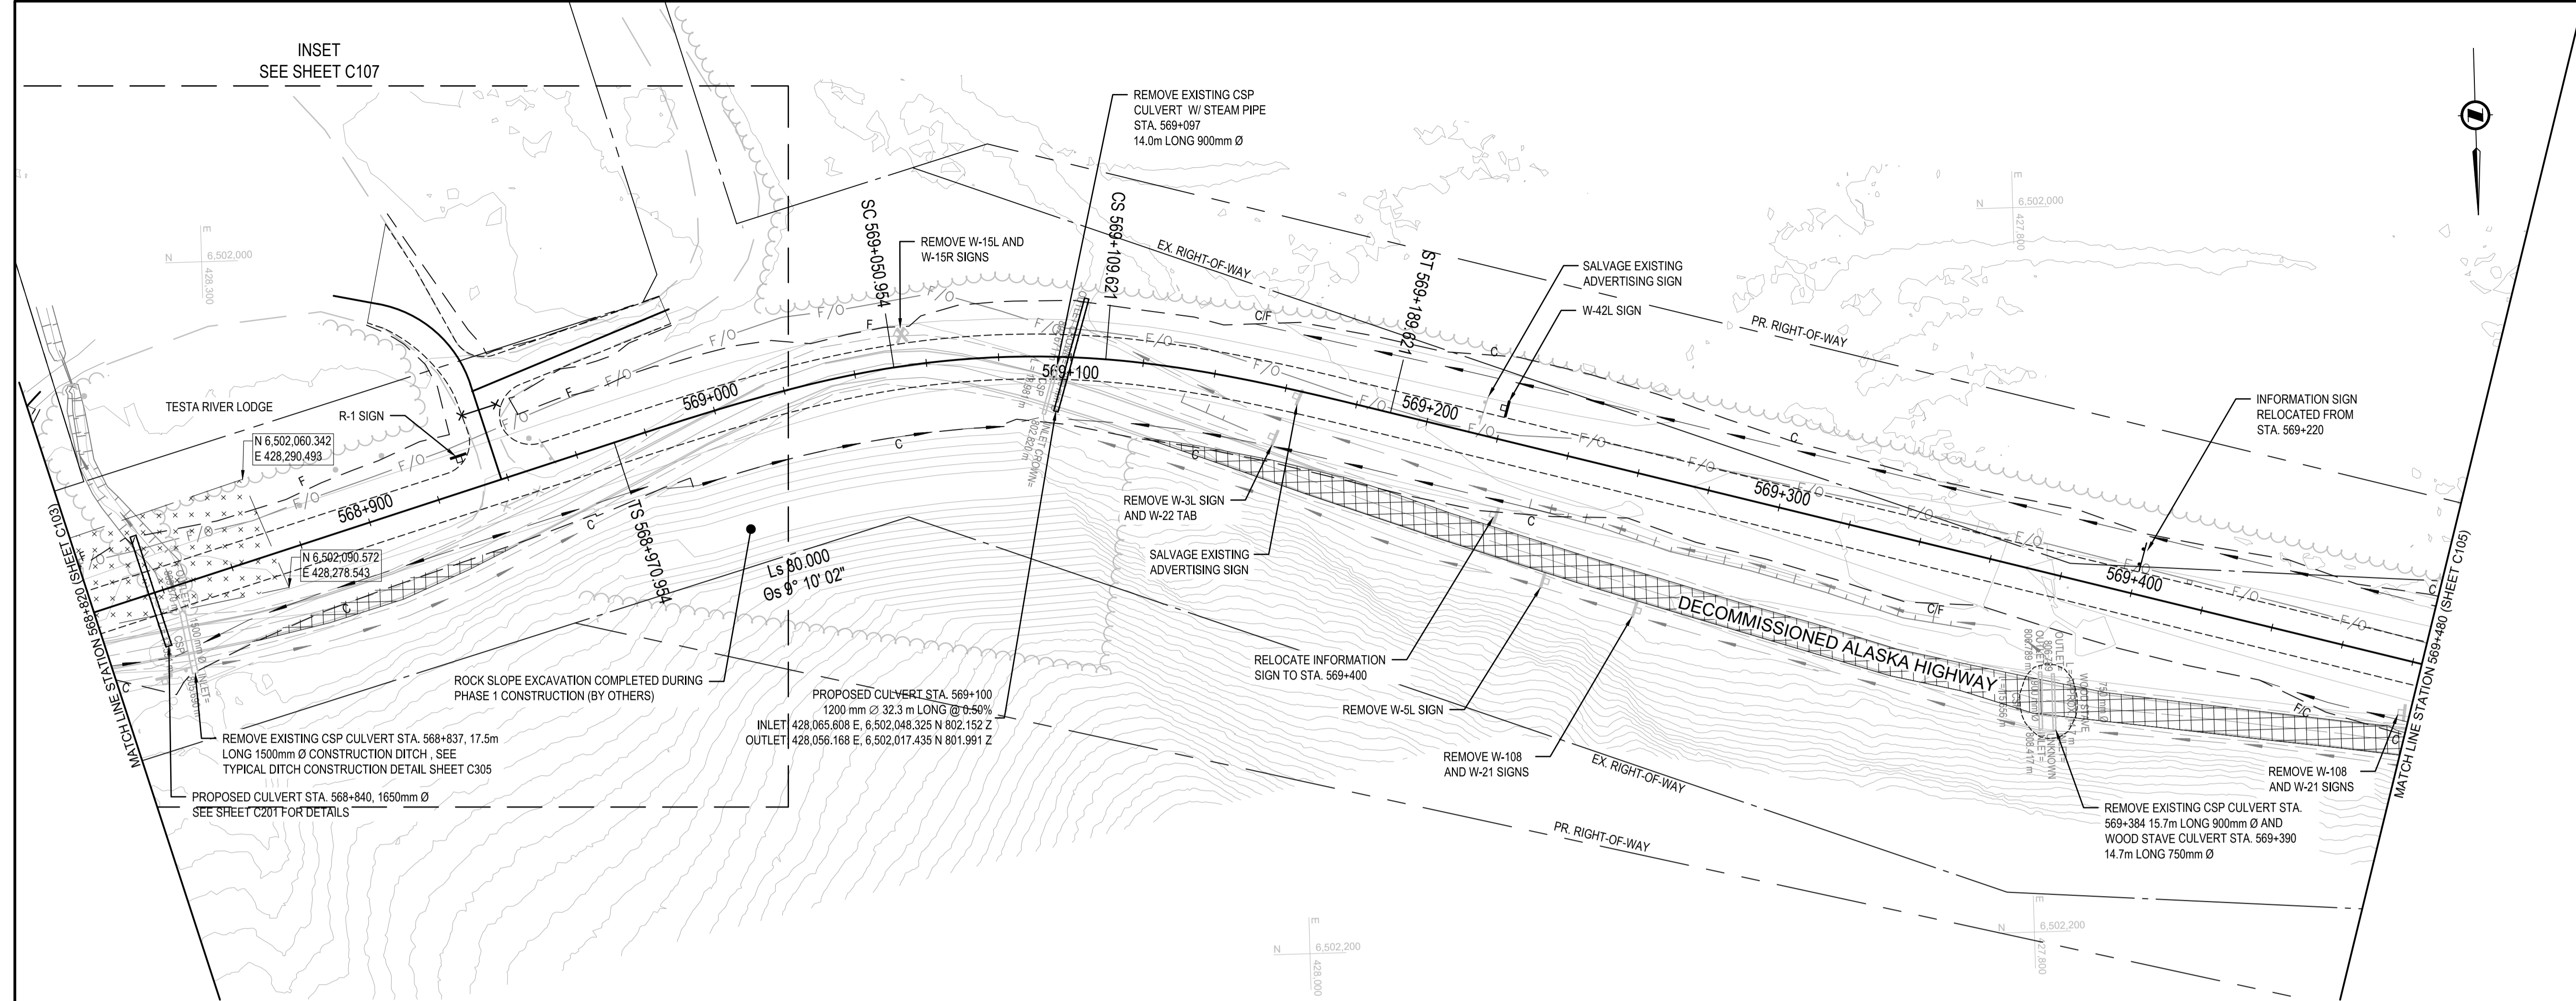 INSET
SEE SHEET C107
REMOVE EXISTING CSP
CULVERT W/ STEAM PIPE
STA. 569+097
14.0m LONG 900mm Ø
SC 569+050.954
CS 569+109.621
ST 569+189.621
TS 568+970.954
REMOVE W-15L AND
W-15R SIGNS
EX. RIGHT-OF-WAY
PR. RIGHT-OF-WAY
SALVAGE EXISTING
ADVERTISING SIGN
W-42L SIGN
INFORMATION SIGN
RELOCATED FROM
STA. 569+220
N 6,502,000
E 428,300
N 6,502,000
E 427,800
TESTA RIVER LODGE
R-1 SIGN
N 6,502,060.342
E 428,290.493
N 6,502,090.572
E 428,278.543
568+900
569+000
569+100
569+200
569+300
569+400
MATCH LINE STATION 568+820 (SHEET C103)
MATCH LINE STATION 569+480 (SHEET C105)
REMOVE W-3L SIGN
AND W-22 TAB
SALVAGE EXISTING
ADVERTISING SIGN
Ls 80.000
Θs 9° 10' 02"
DECOMMISSIONED ALASKA HIGHWAY
ROCK SLOPE EXCAVATION COMPLETED DURING
PHASE 1 CONSTRUCTION (BY OTHERS)
RELOCATE INFORMATION
SIGN TO STA. 569+400
PROPOSED CULVERT STA. 569+100
1200 mm ∅ 32.3 m LONG @ 0.50%
INLET 428,065.608 E, 6,502,048.325 N 802.152 Z
OUTLET 428,056.168 E, 6,502,017.435 N 801.991 Z
REMOVE W-5L SIGN
REMOVE EXISTING CSP CULVERT STA. 568+837, 17.5m
LONG 1500mm Ø CONSTRUCTION DITCH , SEE
TYPICAL DITCH CONSTRUCTION DETAIL SHEET C305
PROPOSED CULVERT STA. 568+840, 1650mm Ø
SEE SHEET C201 FOR DETAILS
REMOVE W-108
AND W-21 SIGNS
EX. RIGHT-OF-WAY
PR. RIGHT-OF-WAY
REMOVE W-108
AND W-21 SIGNS
REMOVE EXISTING CSP CULVERT STA.
569+384 15.7m LONG 900mm Ø AND
WOOD STAVE CULVERT STA. 569+390
14.7m LONG 750mm Ø
N 6,502,200
E 428,000
N 6,502,200
E 427,800
INLET CROWN=
802.820 m
WOOD STAVE
750mm Ø
UNKNOWN
808.417 m
F/O
C/F
F/C
C
F